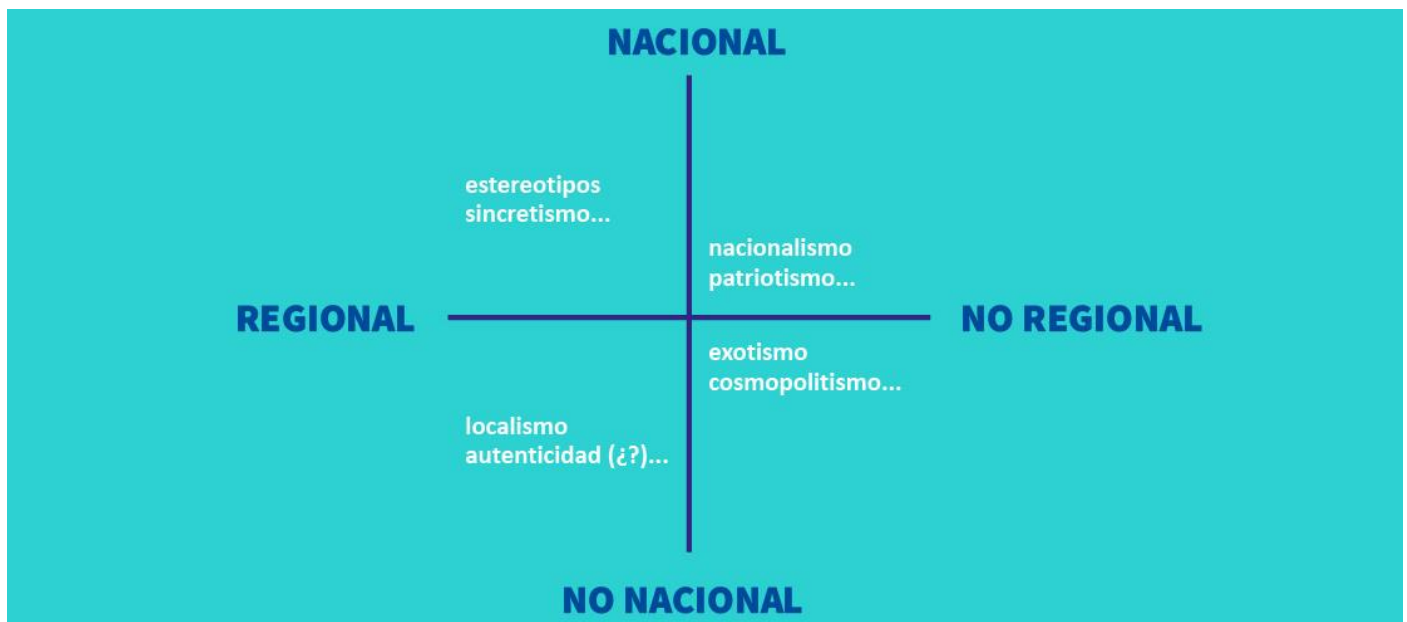 NACIONAL
estereotipos
sincretismo...
nacionalismo
patriotismo...
REGIONAL
NO REGIONAL
exotismo
cosmopolitismo...
localismo
autenticidad (¿?)...
NO NACIONAL